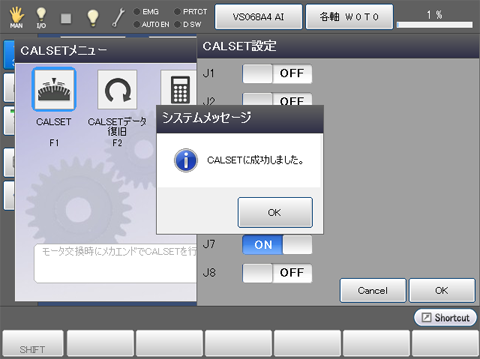 MAN
I/O
EMG
PRTCT
AUTO EN
D SW
VS068A4 AI
各軸 W0T0
1 %
CALSETメニュー
CALSET
F1
CALSETデータ
復旧
F2
CALSET設定
J1
OFF
J2
OFF
システムメッセージ
CALSETに成功しました。
OK
J7
ON
J8
OFF
モータ交換時にメカエンドでCALSETを行
Cancel
OK
Shortcut
SHIFT